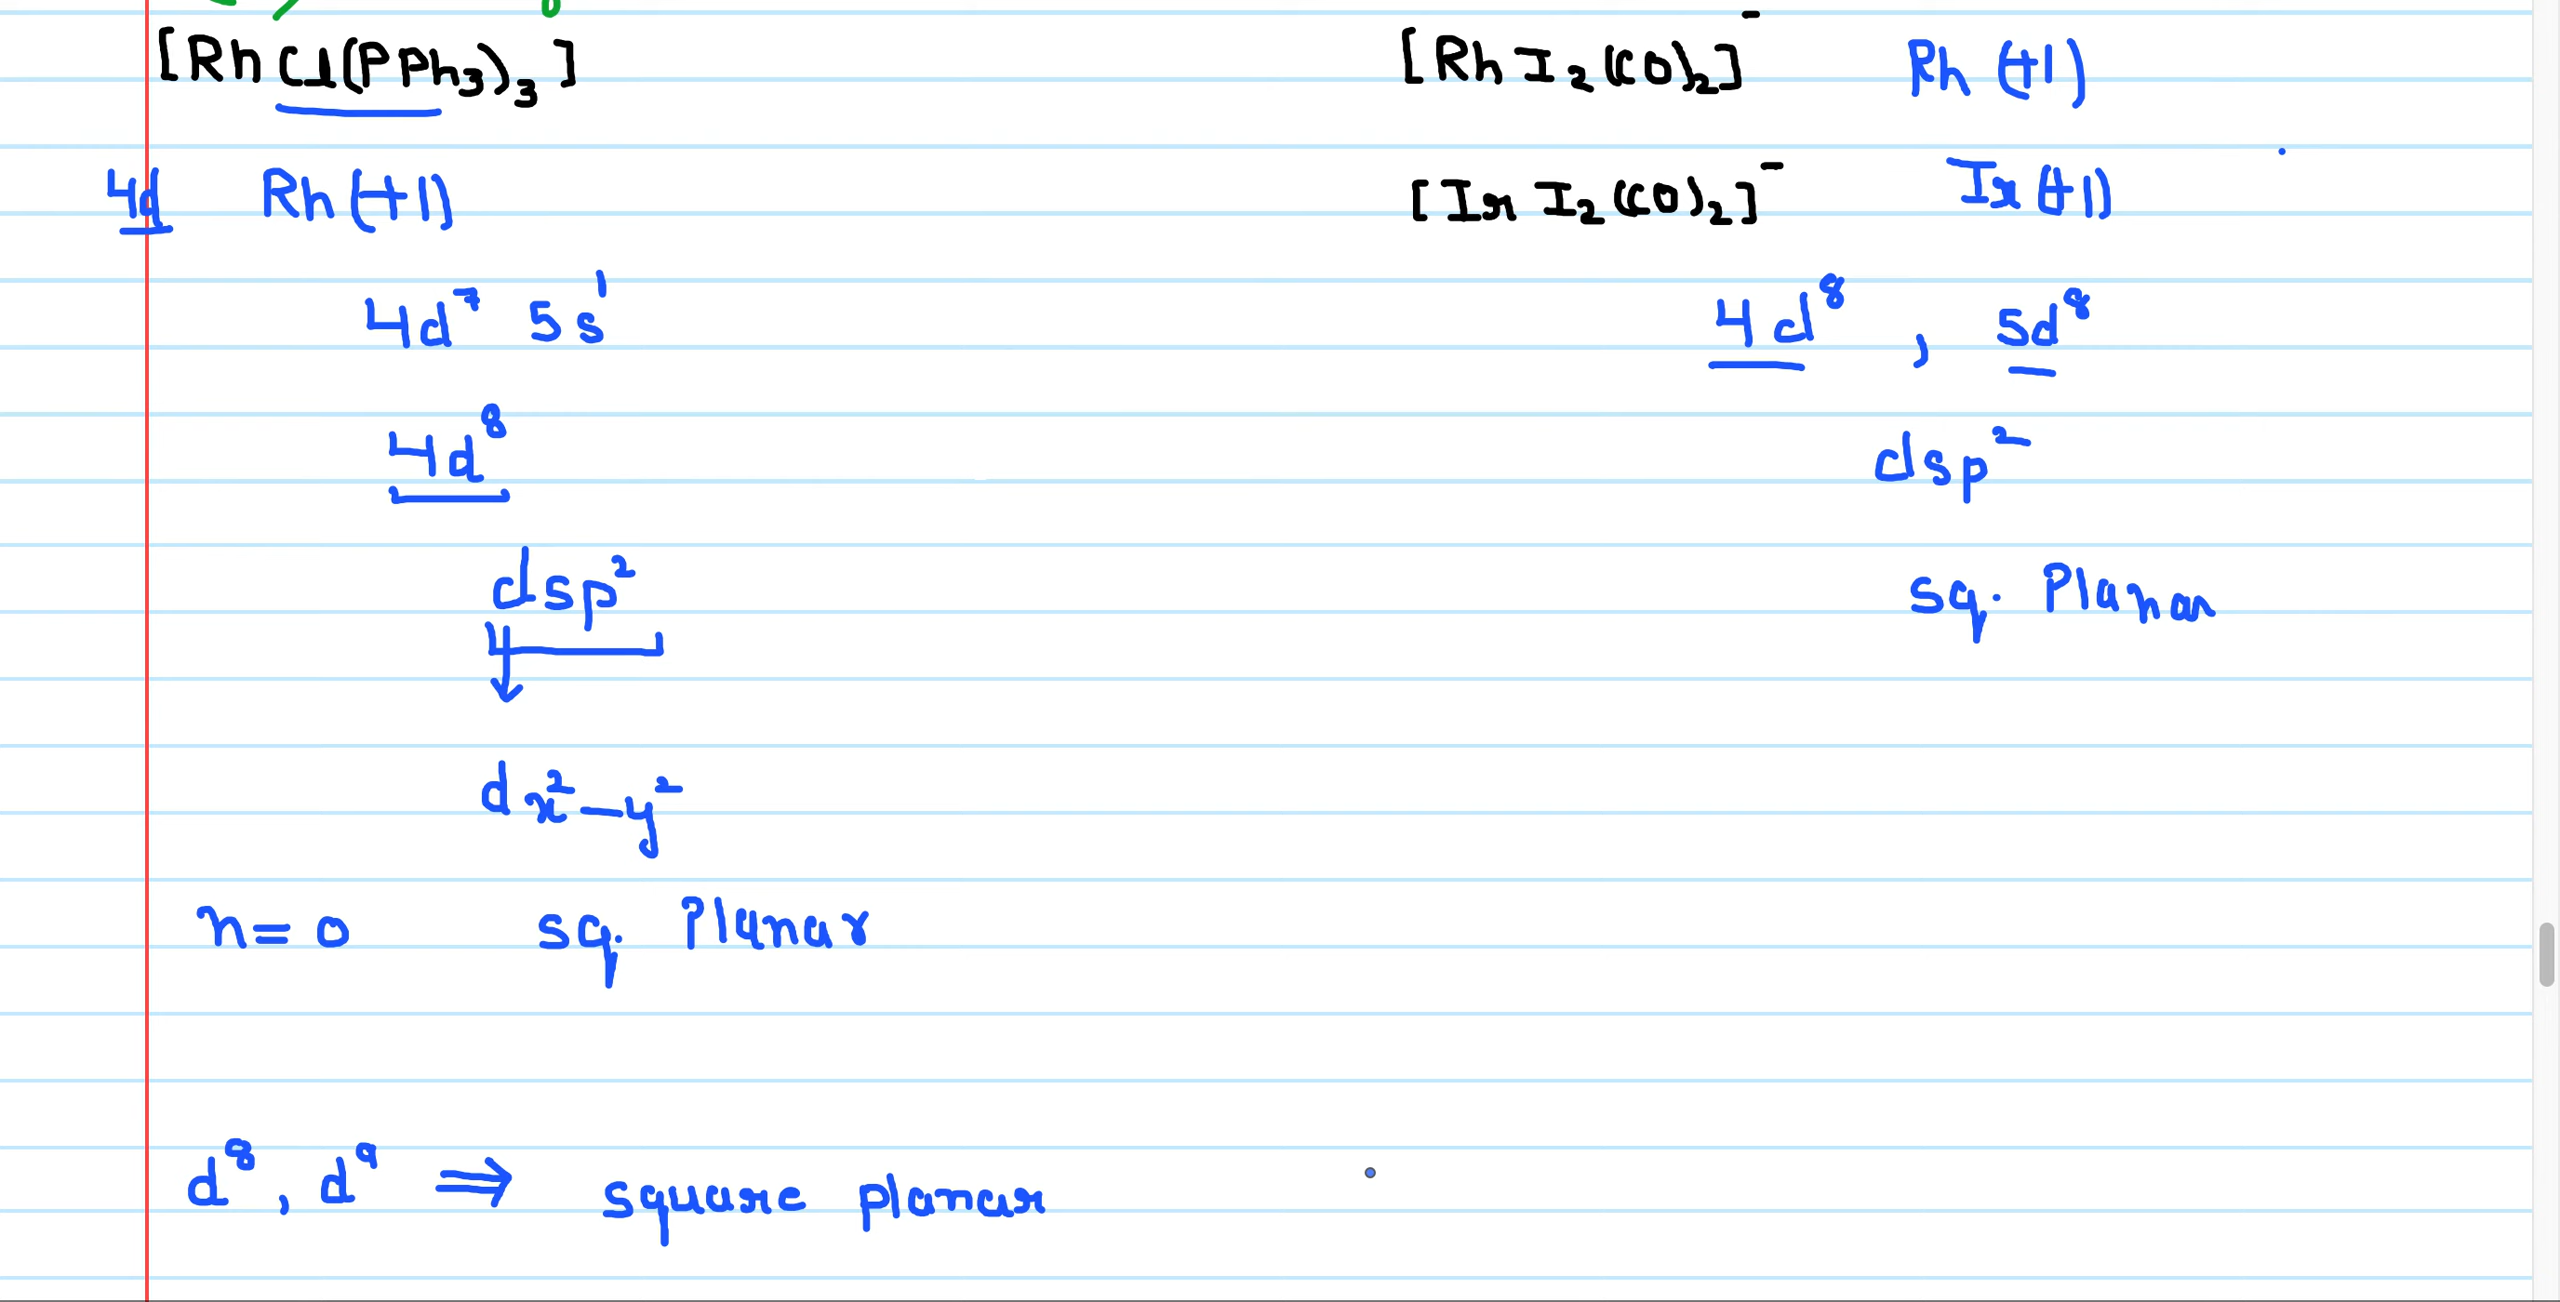 [RhCl(PPh₃)₃]
4d Rh(+1)
4d⁷ 5s¹
4d⁸
dsp²
dx²-y²
n=0 sq. Planar
d⁸, d⁹ ⇒ square planar
[RhI₂(CO)₂]⁻ Rh(+1)
[IrI₂(CO)₂]⁻ Ir(+1)
4d⁸, 5d⁸
dsp²
sq. Planar